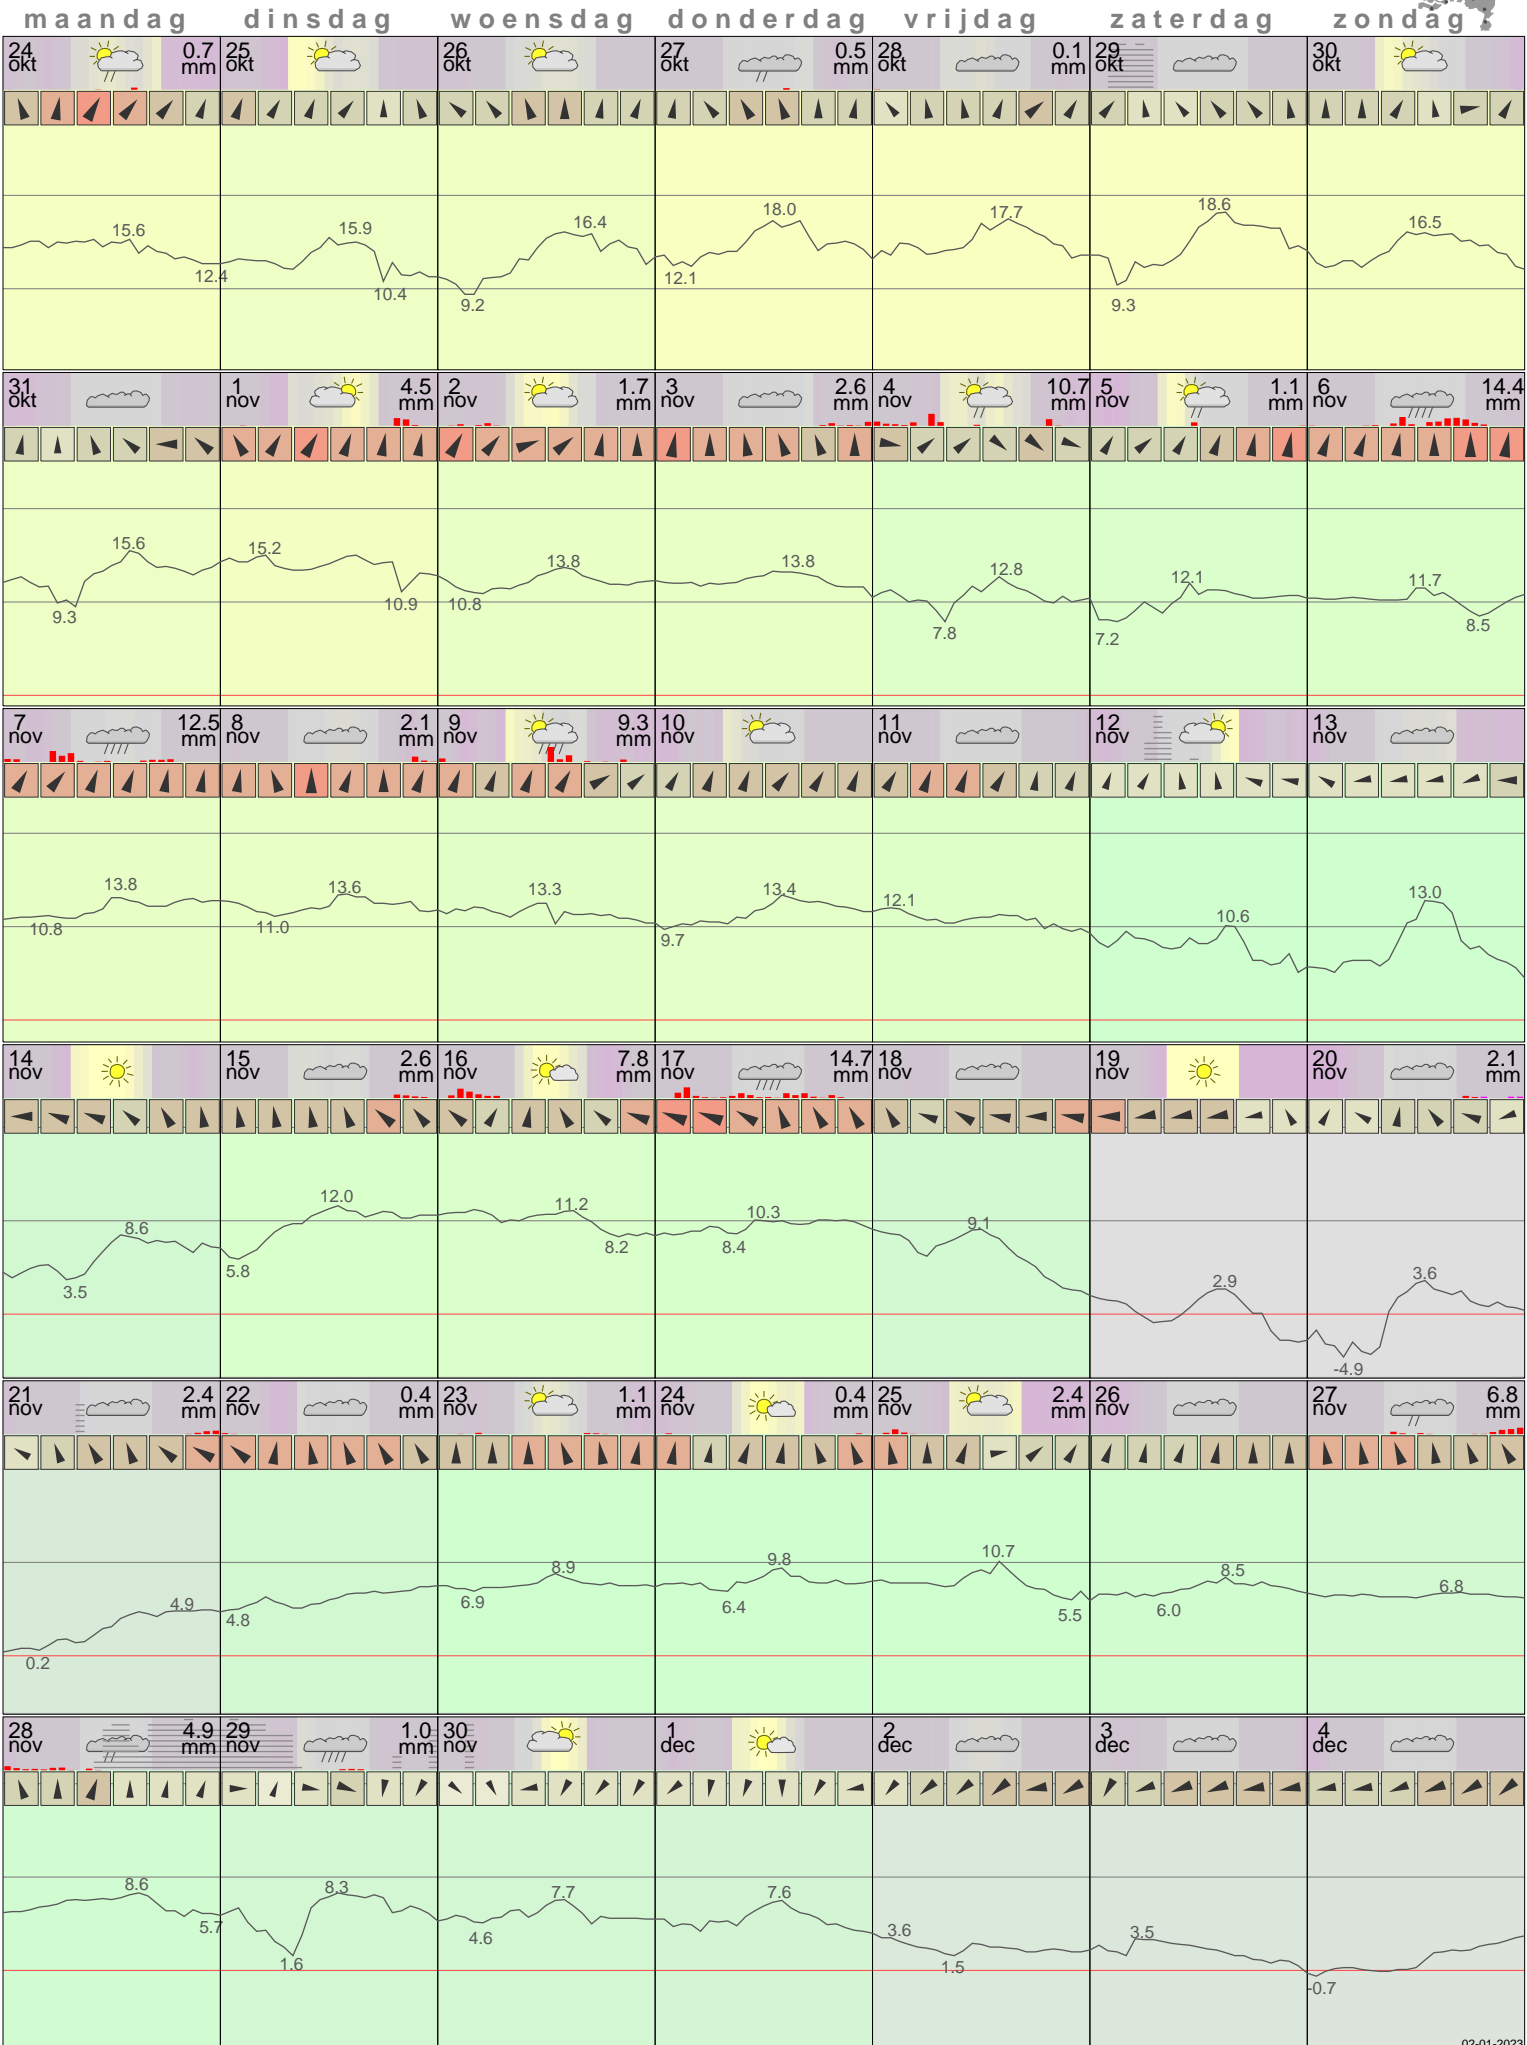 maandag dinsdag woensdag donderdag vrijdag zaterdag zondag
24 okt 0.7 mm 25 okt 26 okt 27 okt 0.5 mm 28 okt 0.1 mm 29 okt 30 okt
15.6 12.4 15.9 10.4 9.2 16.4 12.1 18.0 17.7 9.3 18.6 16.5
31 okt 1 nov 4.5 mm 2 nov 1.7 mm 3 nov 2.6 mm 4 nov 10.7 mm 5 nov 1.1 mm 6 nov 14.4 mm
9.3 15.6 15.2 10.9 10.8 13.8 13.8 7.8 12.8 7.2 12.1 11.7 8.5
7 nov 12.5 mm 8 nov 2.1 mm 9 nov 9.3 mm 10 nov 11 nov 12 nov 13 nov
10.8 13.8 11.0 13.6 13.3 9.7 13.4 12.1 10.6 13.0
14 nov 15 nov 2.6 mm 16 nov 7.8 mm 17 nov 14.7 mm 18 nov 19 nov 20 nov 2.1 mm
3.5 8.6 5.8 12.0 11.2 8.2 8.4 10.3 9.1 2.9 -4.9 3.6
21 nov 2.4 mm 22 nov 0.4 mm 23 nov 1.1 mm 24 nov 0.4 mm 25 nov 2.4 mm 26 nov 27 nov 6.8 mm
0.2 4.9 4.8 6.9 8.9 6.4 9.8 10.7 5.5 6.0 8.5 6.8
28 nov 4.9 mm 29 nov 1.0 mm 30 nov 1 dec 2 dec 3 dec 4 dec
8.6 5.7 1.6 8.3 4.6 7.7 7.6 3.6 1.5 3.5 -0.7
02-01-2023